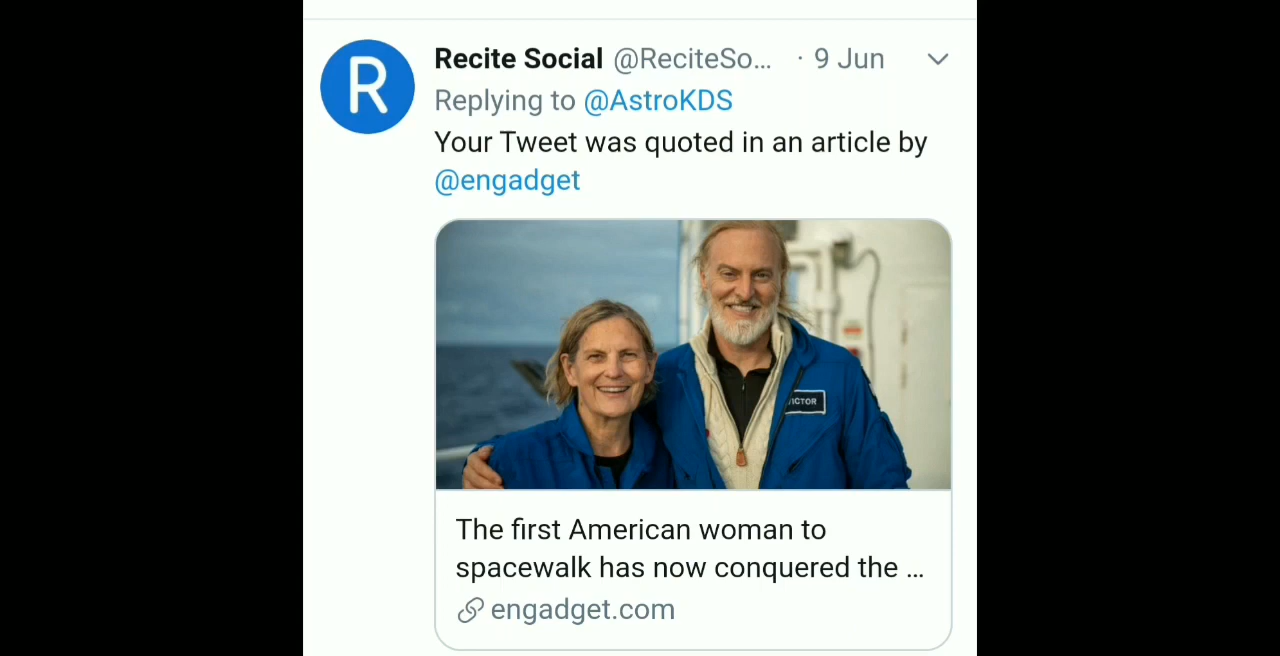 R
Recite Social @ReciteSo... · 9 Jun
Replying to @AstroKDS
Your Tweet was quoted in an article by
@engadget
VICTOR
The first American woman to
spacewalk has now conquered the ...
engadget.com